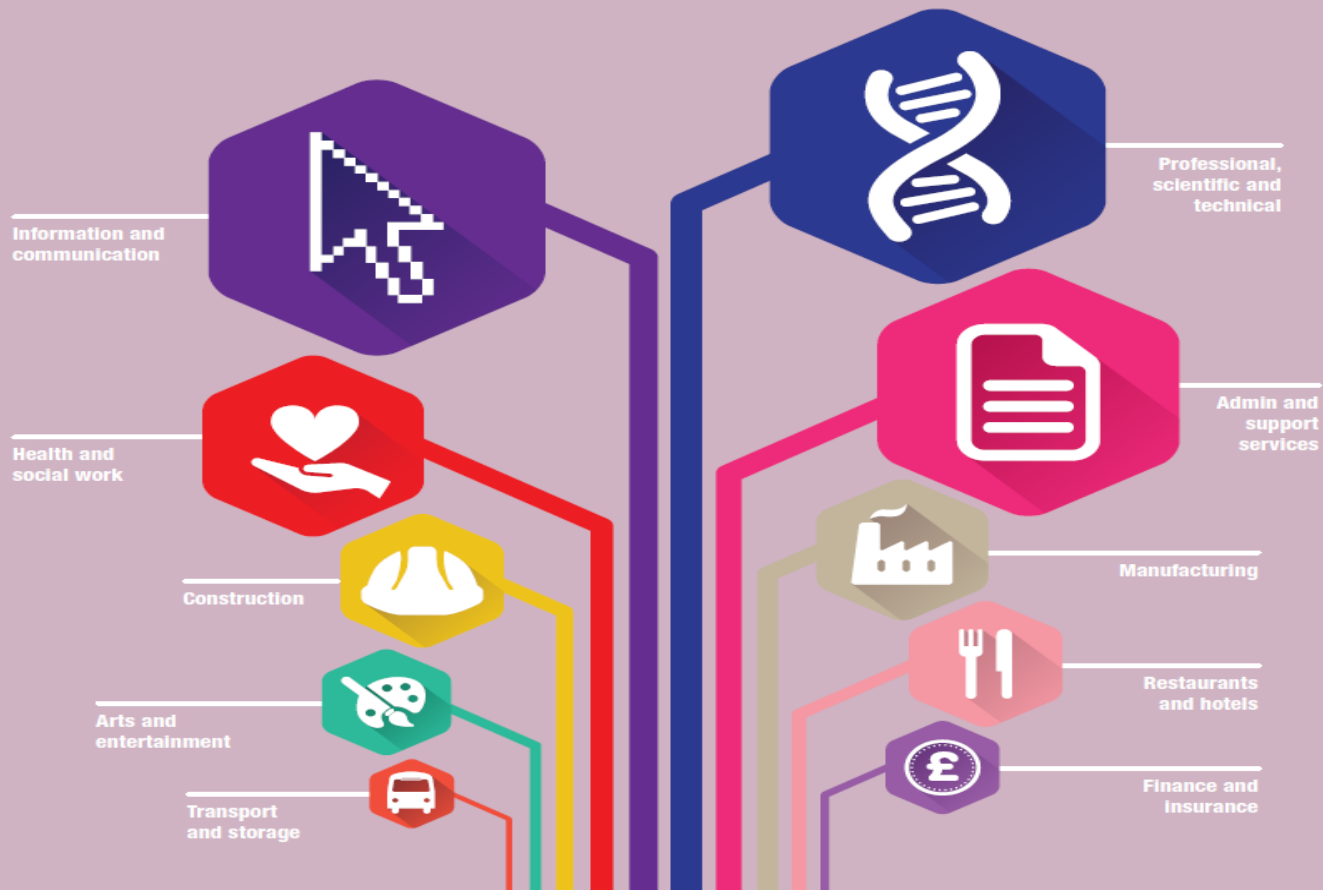 Information and
communication
Health and
social work
Construction
Arts and
entertainment
Transport
and storage
Professional,
scientific and
technical
Admin and
support
services
Manufacturing
Restaurants
and hotels
£
Finance and
insurance